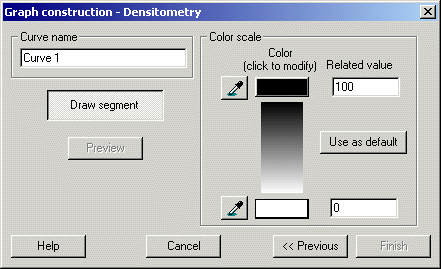 Graph construction - Densitometry
Curve name
Curve 1
Draw segment
Preview
Color scale
Color
(click to modify)
Related value
100
Use as default
0
Help
Cancel
<< Previous
Finish